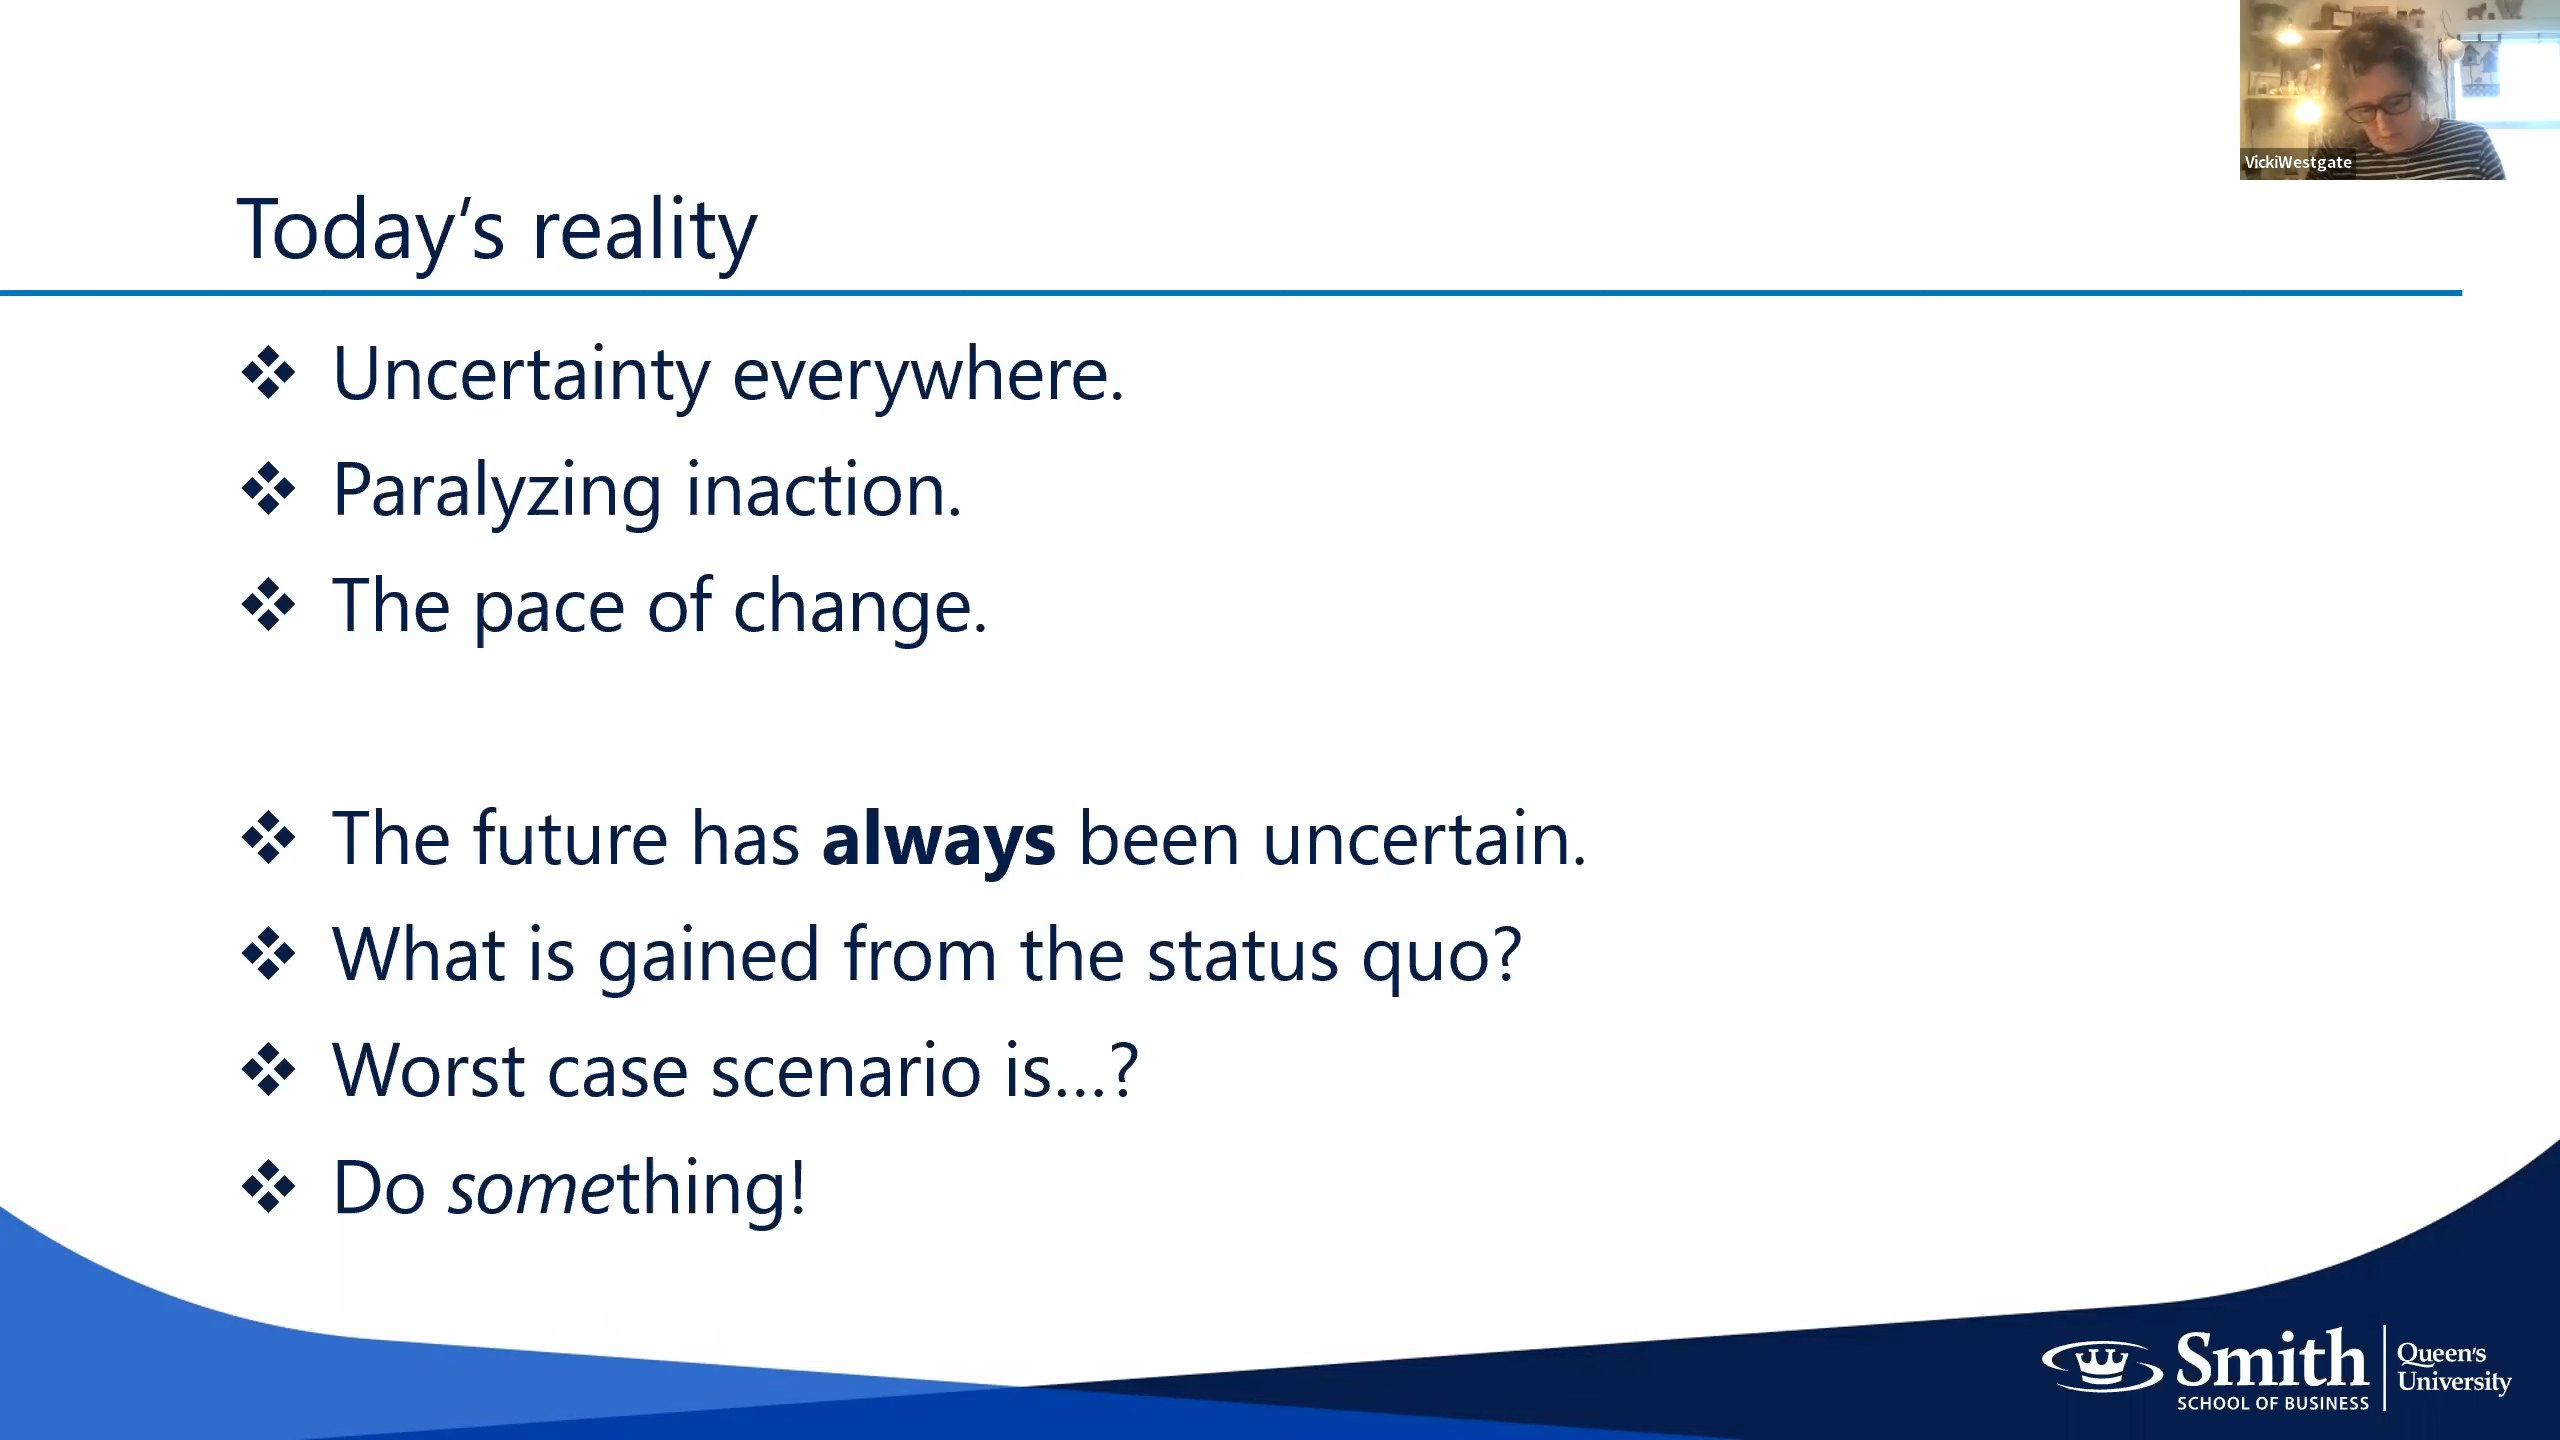 VickiWestgate
Today's reality
❖ Uncertainty everywhere.
❖ Paralyzing inaction.
❖ The pace of change.
❖ The future has always been uncertain.
❖ What is gained from the status quo?
❖ Worst case scenario is...?
❖ Do something!
Smith
SCHOOL OF BUSINESS
Queen's
University